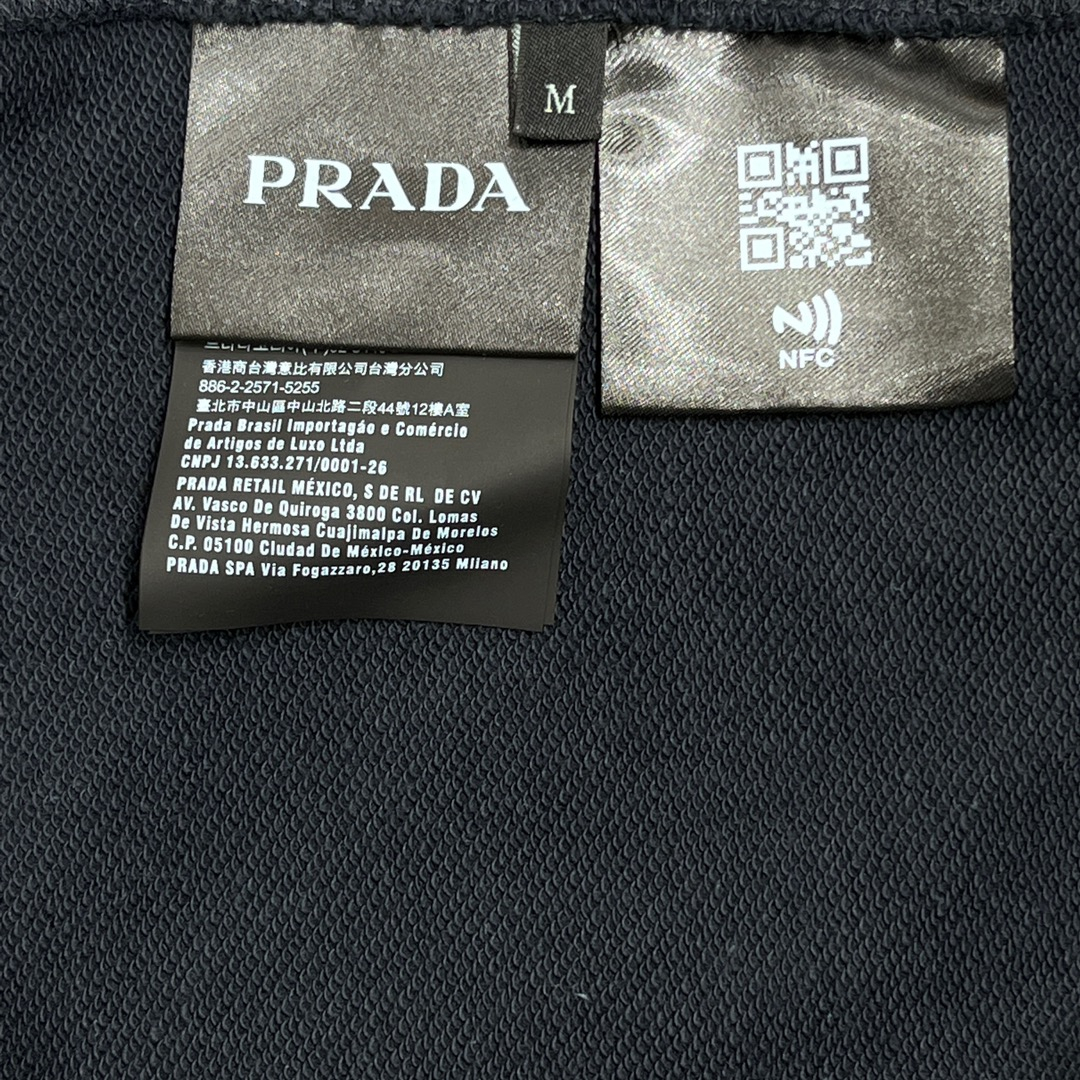 PRADA
M
NFC
香港商台灣意比有限公司台灣分公司
886-2-2571-5255
臺北市中山區中山北路二段44號12樓A室
Prada Brasil Importagáo e Comércio
de Artigos de Luxo Ltda
CNPJ 13.633.271/0001-26
PRADA RETAIL MÉXICO, S DE RL DE CV
AV. Vasco De Quiroga 3800 Col. Lomas
De Vista Hermosa Cuajimalpa De Morelos
C.P. 05100 Ciudad De México-México
PRADA SPA Via Fogazzaro,28 20135 Milano